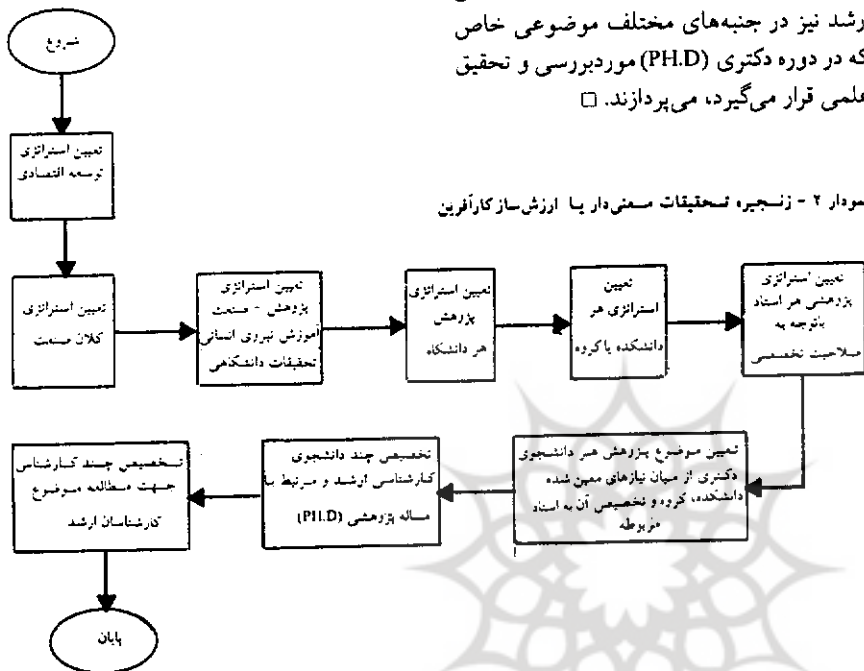 ارشد نیز در جنبه‌های مختلف موضوعی خاص
که در دوره دکتری (PH.D) موردبررسی و تحقیق
علمی قرار می‌گیرد، می‌پردازند. □
نمودار ۲ - زنجیره تحقیقات معنی‌دار یا ارزش‌ساز کارآفرین
شروع
تعیین استراتژی
توسعه اقتصادی
تعیین استراتژی
کلان صنعت
تعیین استراتژی
پژوهش - صنعت
آموزش نیروی انسانی
تحقیقات دانشگاهی
تعیین استراتژی
پژوهش
هر دانشگاه
تعیین
استراتژی هر
دانشکده یا گروه
تعیین استراتژی
پژوهشی هر استاد
باتوجه به
صلاحیت تخصصی
تعیین موضوع پژوهش هر دانشجوی
دکتری از میان نیازهای معین شده
دانشکده، گروه و تخصیص آن به استاد
مربوطه
تخصیص چند دانشجوی
کارشناسی ارشد و مرتبط با
مساله پژوهشی (PH.D)
تخصیص چند کارشناس
جهت مطالعه موضوع
کارشناسان ارشد
پایان